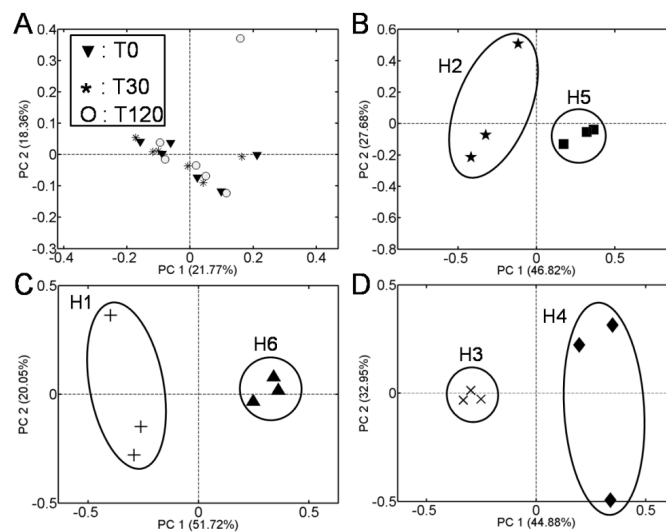 A
▼ : T0
* : T30
○ : T120
0.4
0.3
0.2
0.1
0
-0.1
-0.2
-0.3
PC 2 (18.36%)
-0.4
-0.2
0
0.2
0.4
PC 1 (21.77%)
B
H2
H5
0.6
0.4
0.2
0
-0.2
-0.4
-0.6
-0.8
PC 2 (27.68%)
-0.5
0
0.5
PC 1 (46.82%)
C
H1
H6
0.5
0
-0.5
PC 2 (20.05%)
-0.5
0
0.5
PC 1 (51.72%)
D
H3
H4
0.5
0
-0.5
PC 2 (32.95%)
-0.5
0
0.5
PC 1 (44.88%)